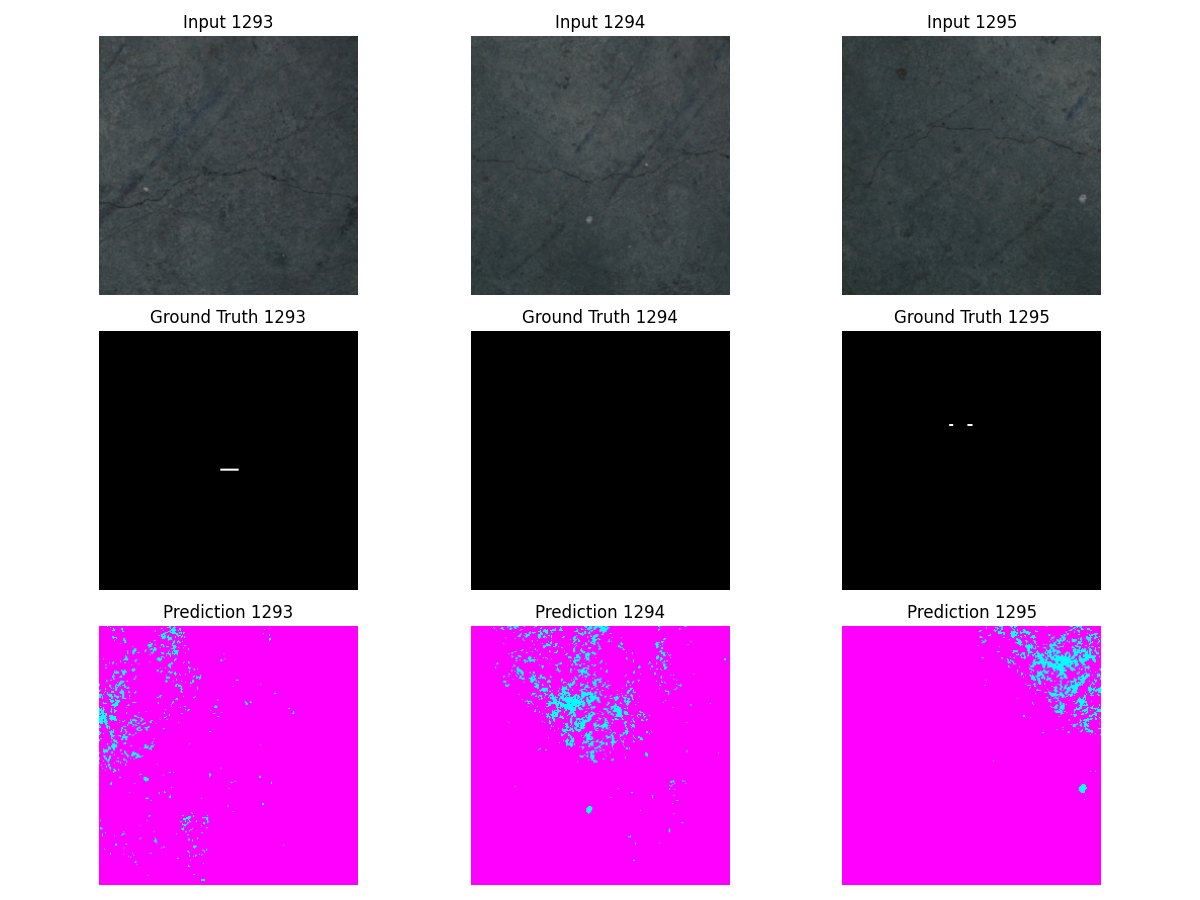 Input 1293
Input 1294
Input 1295
Ground Truth 1293
Ground Truth 1294
Ground Truth 1295
Prediction 1293
Prediction 1294
Prediction 1295